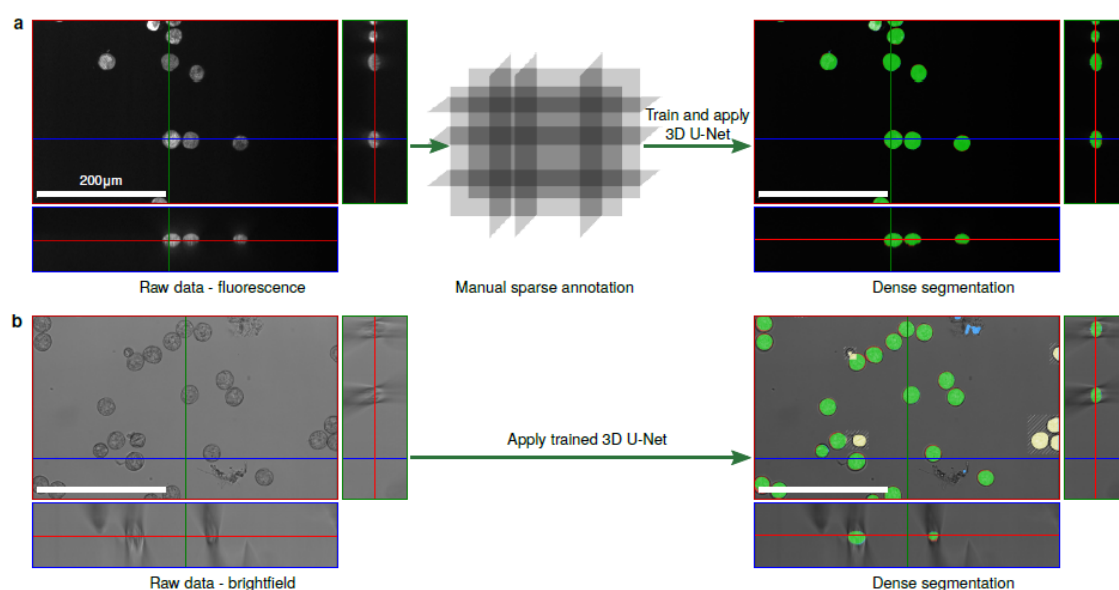 a
200µm
Train and apply
3D U-Net
Raw data - fluorescence
Manual sparse annotation
Dense segmentation
b
Apply trained 3D U-Net
Raw data - brightfield
Dense segmentation